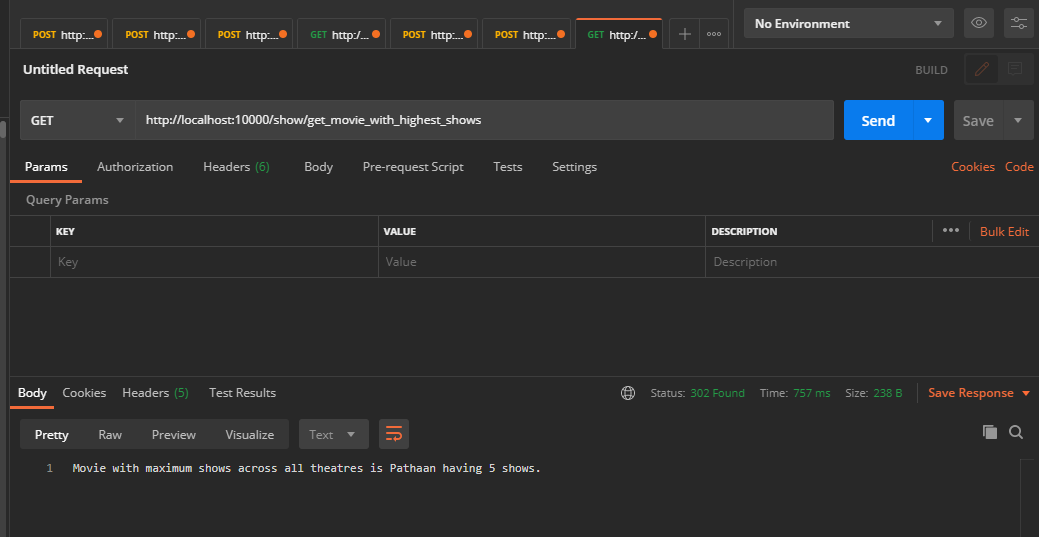 POST http:... POST http:... POST http:... GET http:/... POST http:... POST http:... GET http:/... + ooo No Environment
Untitled Request BUILD
GET http://localhost:10000/show/get_movie_with_highest_shows Send Save
Params Authorization Headers (6) Body Pre-request Script Tests Settings Cookies Code
Query Params
KEY VALUE DESCRIPTION ••• Bulk Edit
Key Value Description
Body Cookies Headers (5) Test Results Status: 302 Found Time: 757 ms Size: 238 B Save Response
Pretty Raw Preview Visualize Text
1 Movie with maximum shows across all theatres is Pathaan having 5 shows.